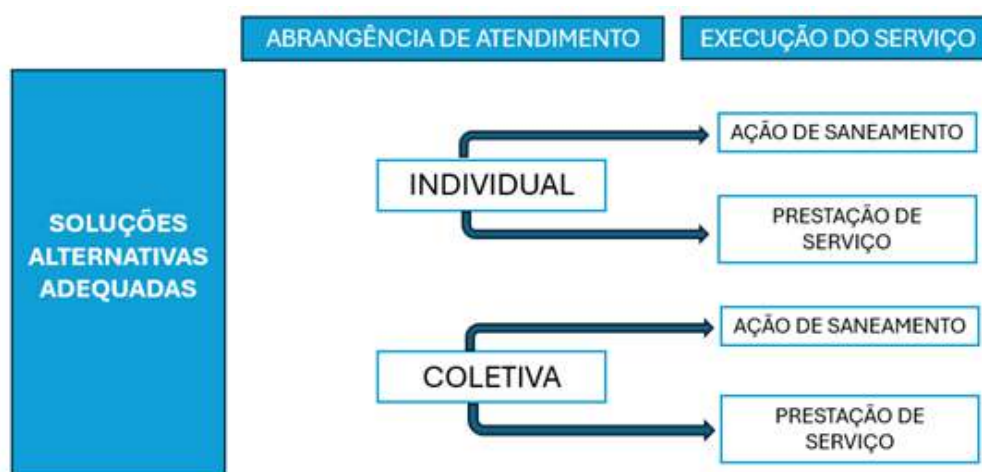 ABRANGÊNCIA DE ATENDIMENTO
EXECUÇÃO DO SERVIÇO
SOLUÇÕES
ALTERNATIVAS
ADEQUADAS
INDIVIDUAL
AÇÃO DE SANEAMENTO
PRESTAÇÃO DE
SERVIÇO
COLETIVA
AÇÃO DE SANEAMENTO
PRESTAÇÃO DE
SERVIÇO